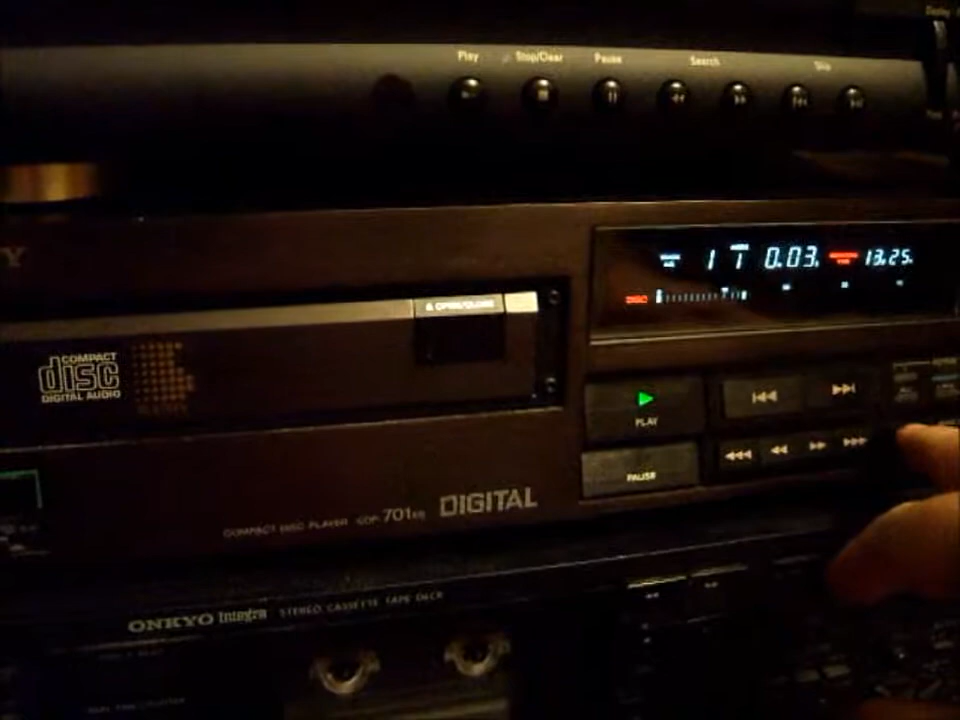 Play Stop/Clear Pause Search Skip
Y
1 1 0.03. 13.25.
DISC
OPEN/CLOSE
COMPACT
disc
DIGITAL AUDIO
PLAY
PAUSE
COMPACT DISC PLAYER CDP-701ES DIGITAL
ONKYO Integra STEREO CASSETTE TAPE DECK